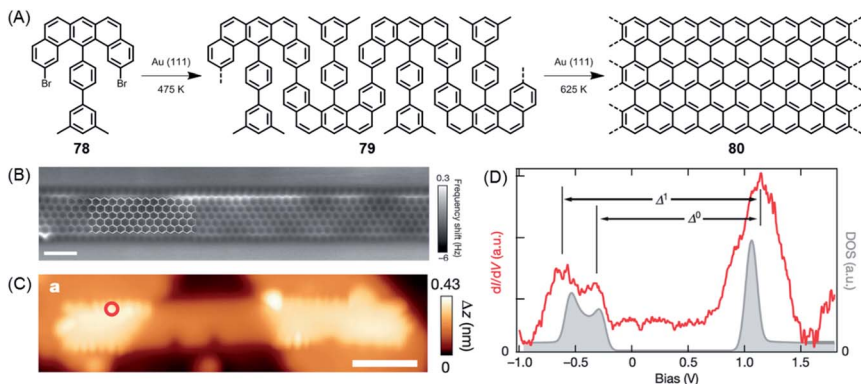 (A)
Br
Br
78
Au (111)
475 K
79
Au (111)
625 K
80
(B)
0.3
Frequency shift (Hz)
-6
(C)
a
0.43
Δz (nm)
0
(D)
Δ¹
Δ⁰
dI/dV (a.u.)
DOS (a.u.)
0
0
−1.0 −0.5 0 0.5 1.0 1.5
Bias (V)